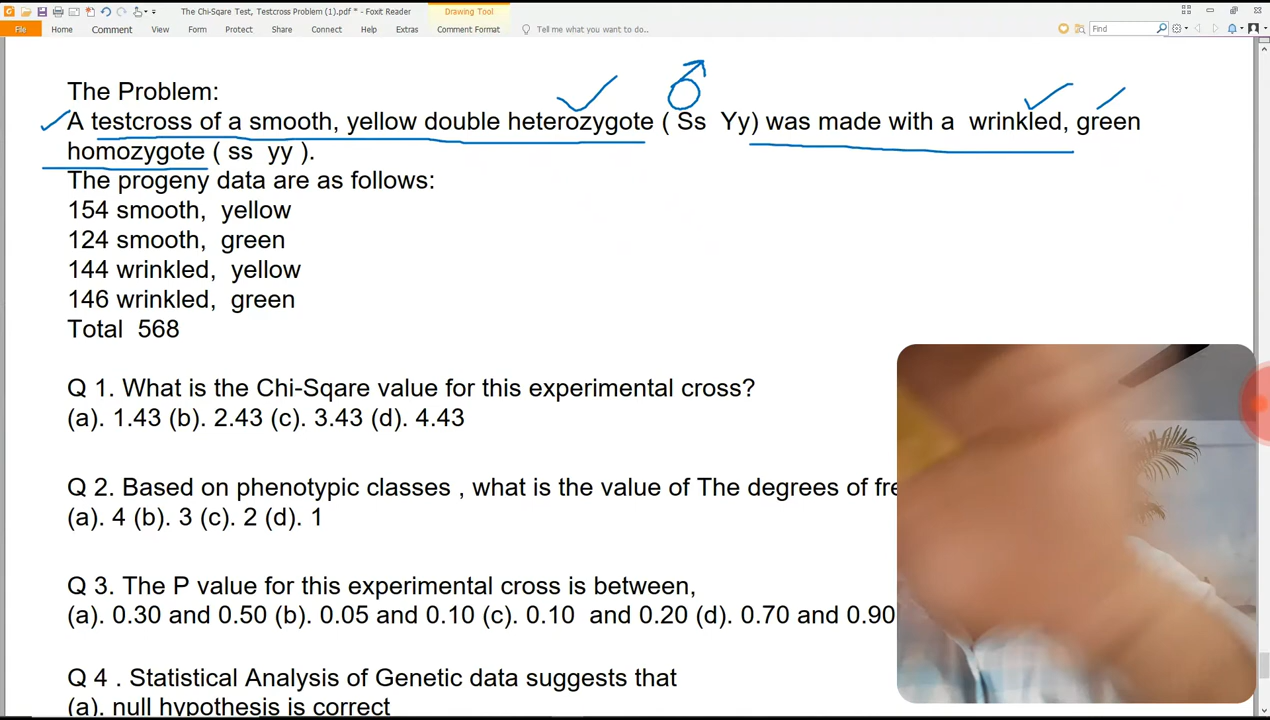 The Chi-Sqare Test, Testcross Problem (1).pdf * - Foxit Reader
Drawing Tool
File Home Comment View Form Protect Share Connect Help Extras Comment Format Tell me what you want to do.. Find
The Problem:
A testcross of a smooth, yellow double heterozygote ( Ss Yy) was made with a wrinkled, green
homozygote ( ss yy ).
The progeny data are as follows:
154 smooth, yellow
124 smooth, green
144 wrinkled, yellow
146 wrinkled, green
Total 568
Q 1. What is the Chi-Sqare value for this experimental cross?
(a). 1.43 (b). 2.43 (c). 3.43 (d). 4.43
Q 2. Based on phenotypic classes , what is the value of The degrees of fre
(a). 4 (b). 3 (c). 2 (d). 1
Q 3. The P value for this experimental cross is between,
(a). 0.30 and 0.50 (b). 0.05 and 0.10 (c). 0.10 and 0.20 (d). 0.70 and 0.90
Q 4 . Statistical Analysis of Genetic data suggests that
(a). null hypothesis is correct